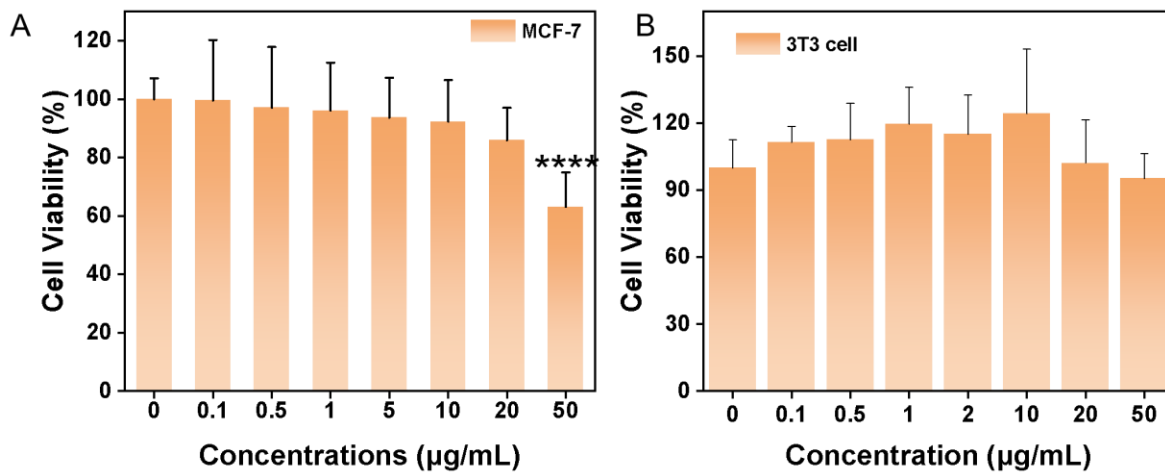 A
MCF-7
Cell Viability (%)
120
100
80
60
40
20
0
****
0 0.1 0.5 1 5 10 20 50
Concentrations (µg/mL)
B
3T3 cell
Cell Viability (%)
150
120
90
60
30
0
0 0.1 0.5 1 2 10 20 50
Concentration (µg/mL)